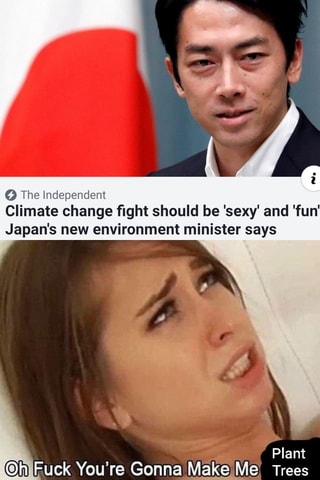 The Independent
Climate change fight should be 'sexy' and 'fun'
Japan's new environment minister says
Oh Fuck You're Gonna Make Me
Plant
Trees